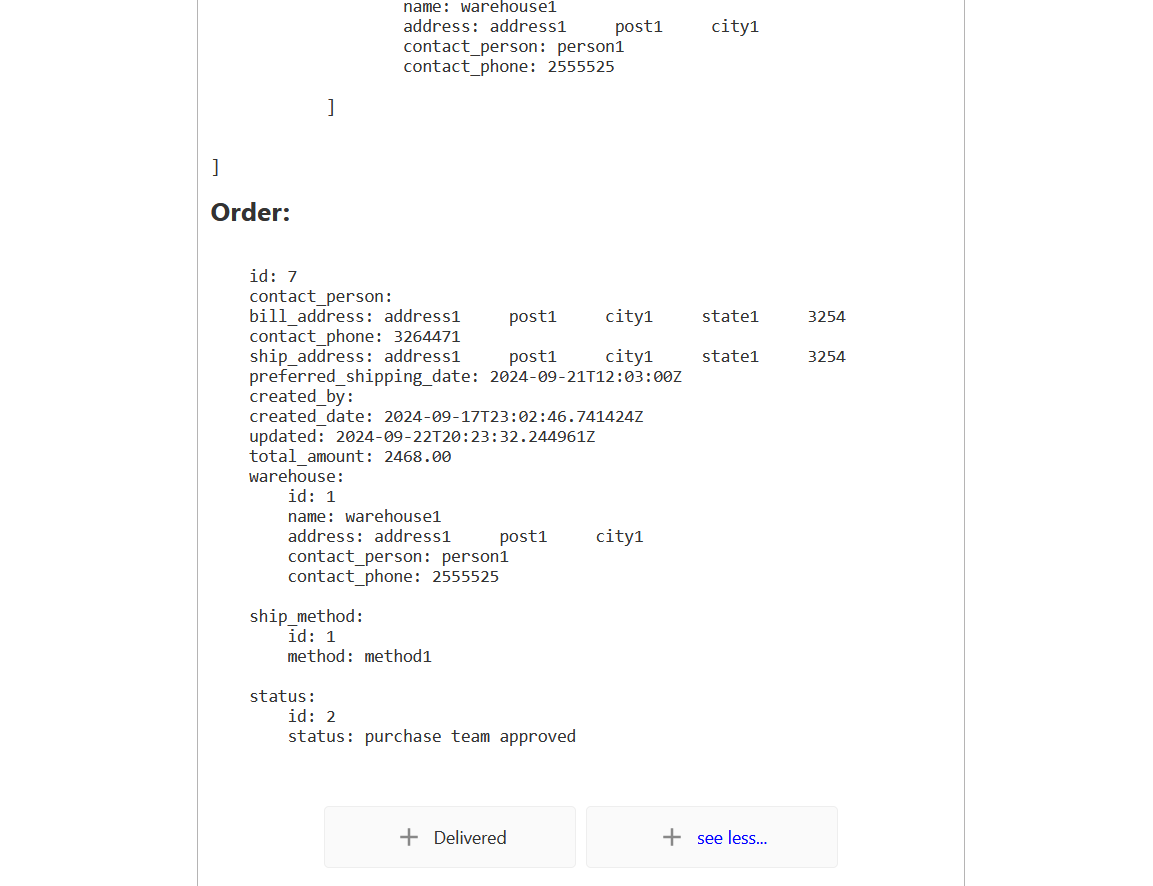 name: warehouse1
address: address1 post1 city1
contact_person: person1
contact_phone: 2555525
]
]
Order:
id: 7
contact_person:
bill_address: address1 post1 city1 state1 3254
contact_phone: 3264471
ship_address: address1 post1 city1 state1 3254
preferred_shipping_date: 2024-09-21T12:03:00Z
created_by:
created_date: 2024-09-17T23:02:46.741424Z
updated: 2024-09-22T20:23:32.244961Z
total_amount: 2468.00
warehouse:
id: 1
name: warehouse1
address: address1 post1 city1
contact_person: person1
contact_phone: 2555525
ship_method:
id: 1
method: method1
status:
id: 2
status: purchase team approved
+ Delivered + see less...